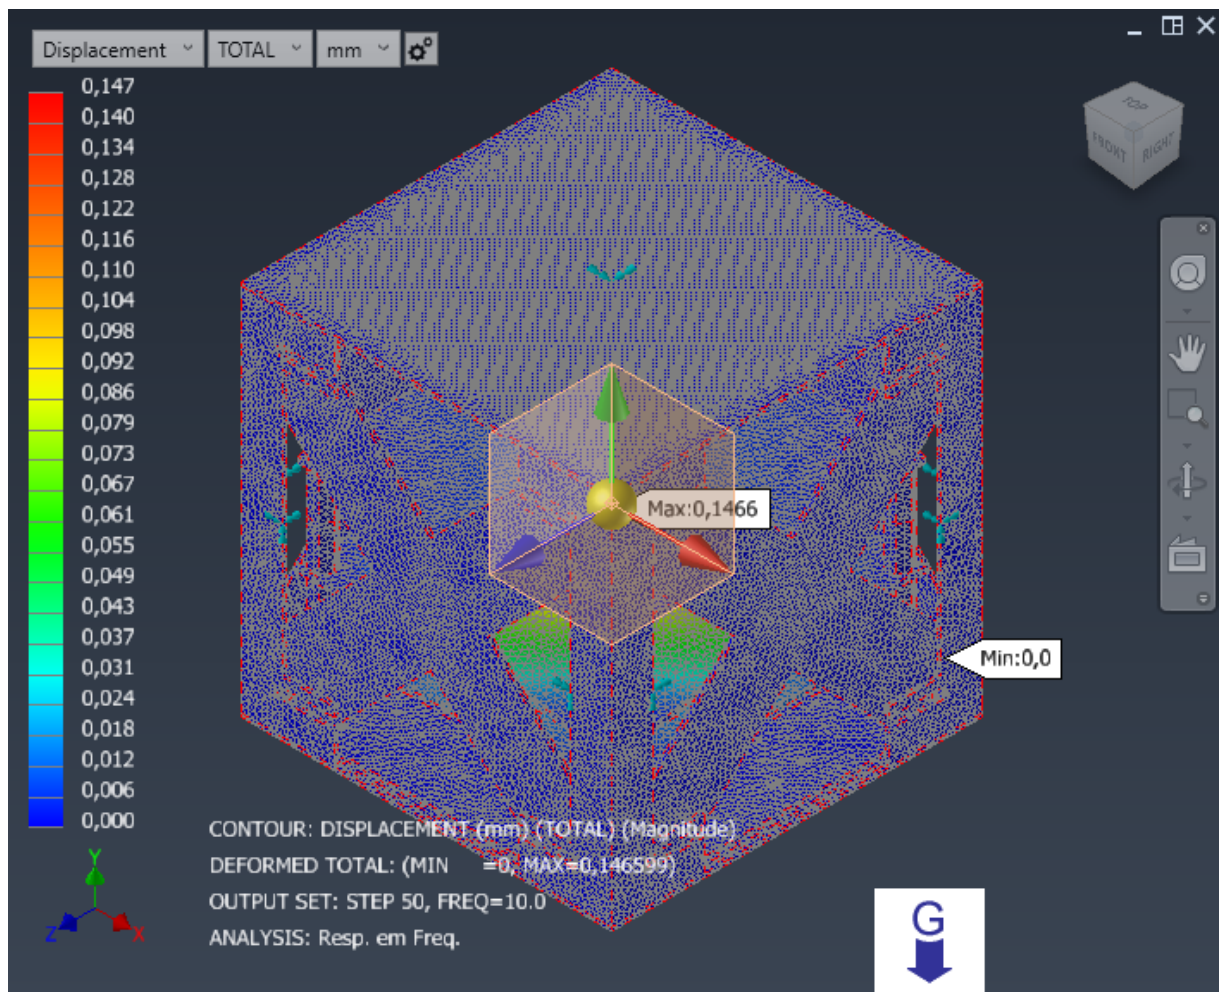 Displacement TOTAL mm
0,147
0,140
0,134
0,128
0,122
0,116
0,110
0,104
0,098
0,092
0,086
0,079
0,073
0,067
0,061
0,055
0,049
0,043
0,037
0,031
0,024
0,018
0,012
0,006
0,000
TOP
FRONT RIGHT
Max:0,1466
Min:0,0
CONTOUR: DISPLACEMENT (mm) (TOTAL) (Magnitude)
DEFORMED TOTAL: (MIN =0, MAX=0,146599)
OUTPUT SET: STEP 50, FREQ=10.0
ANALYSIS: Resp. em Freq.
Y
Z X
G